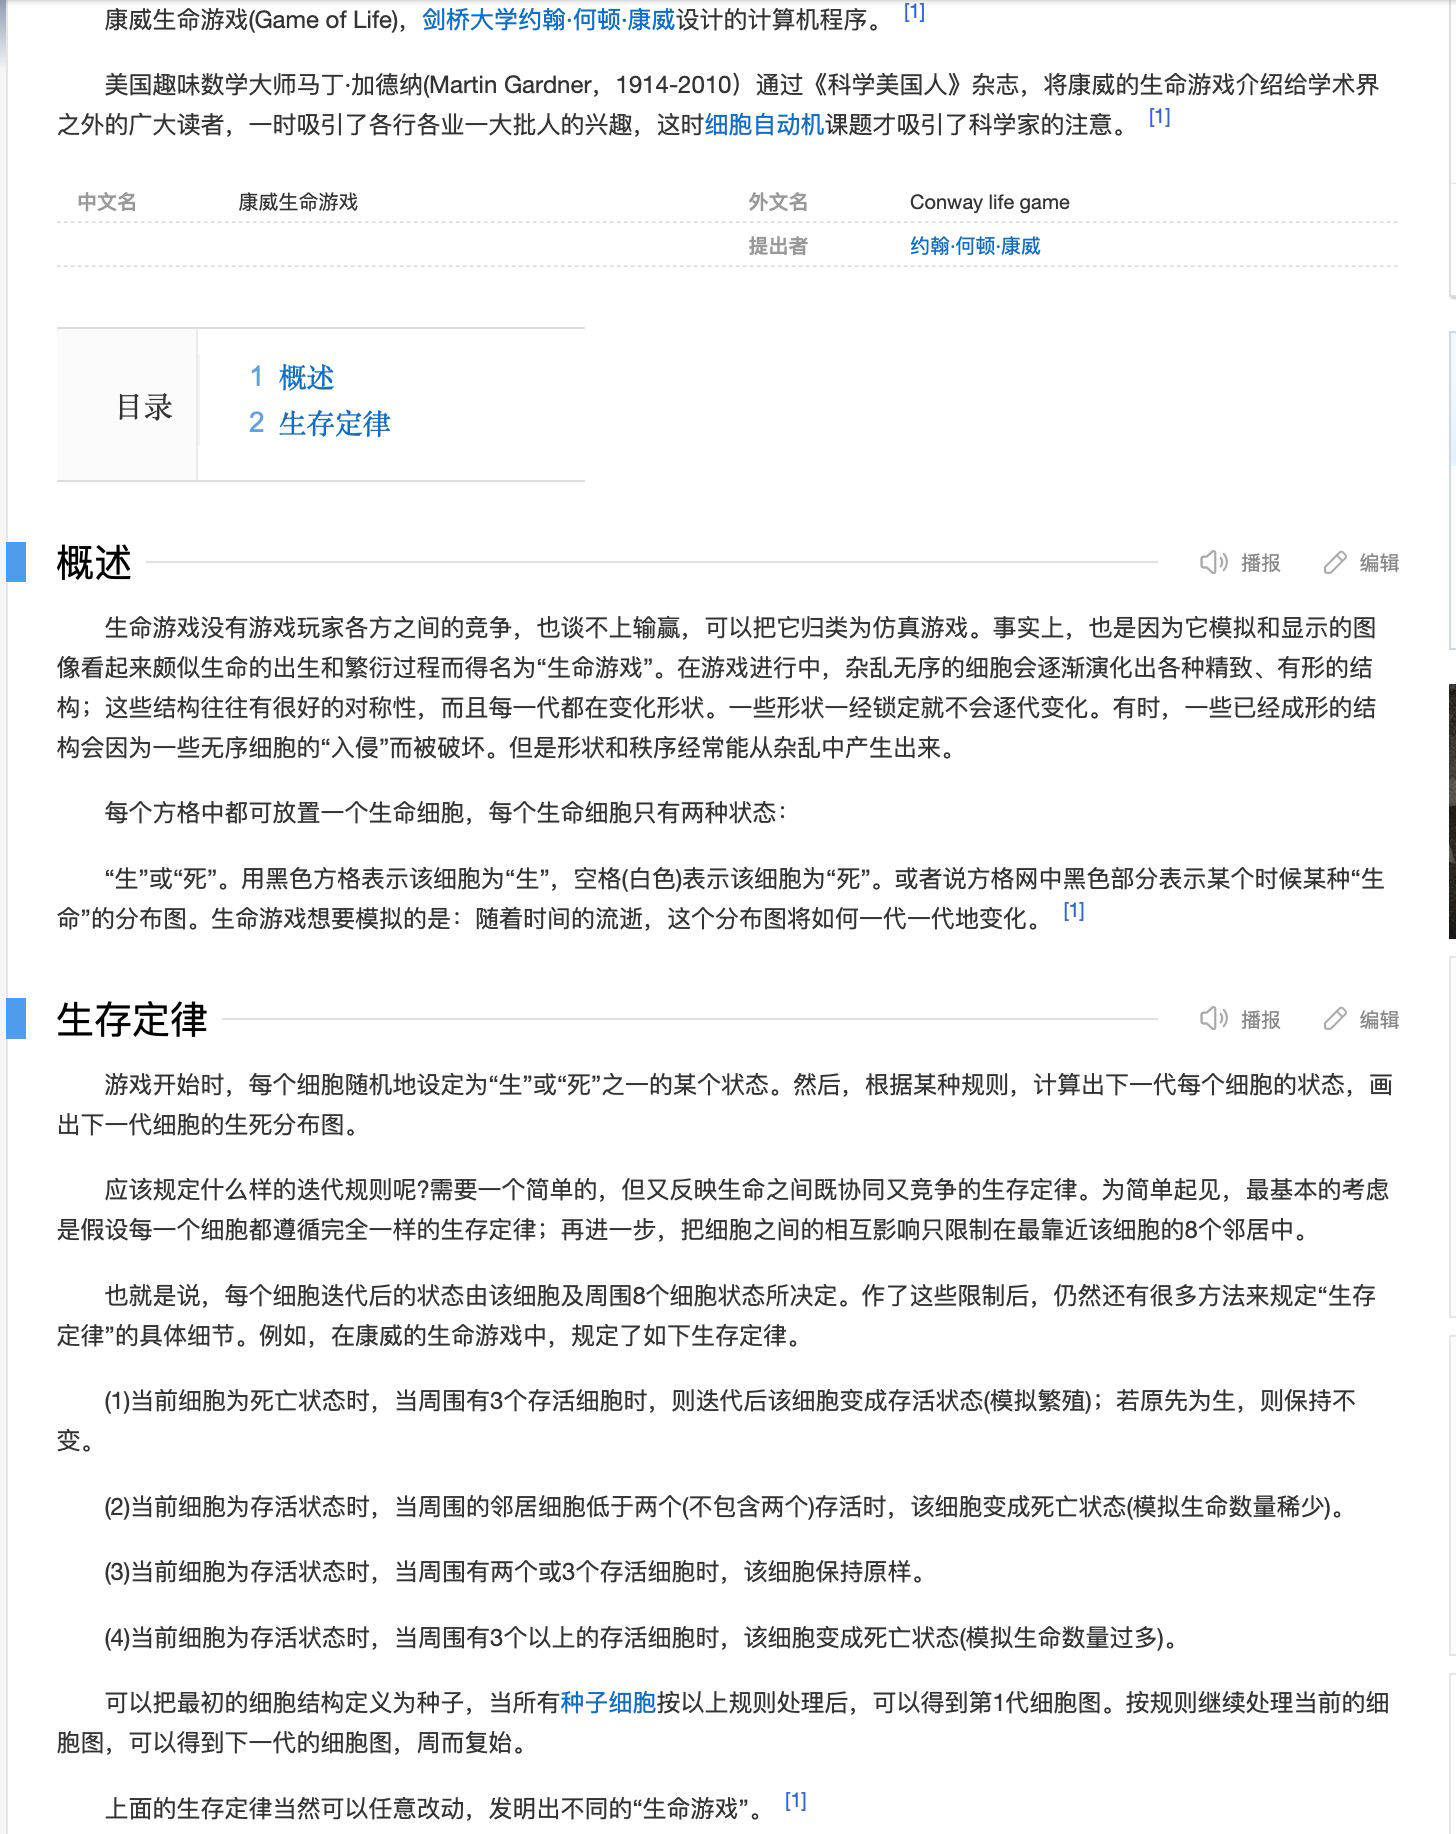 康威生命游戏(Game of Life)，剑桥大学约翰·何顿·康威设计的计算机程序。 [1]
美国趣味数学大师马丁·加德纳(Martin Gardner，1914-2010）通过《科学美国人》杂志，将康威的生命游戏介绍给学术界
之外的广大读者，一时吸引了各行各业一大批人的兴趣，这时细胞自动机课题才吸引了科学家的注意。 [1]
中文名 康威生命游戏 外文名 Conway life game
提出者 约翰·何顿·康威
目录
1 概述
2 生存定律
概述 播报 编辑
生命游戏没有游戏玩家各方之间的竞争，也谈不上输赢，可以把它归类为仿真游戏。事实上，也是因为它模拟和显示的图
像看起来颇似生命的出生和繁衍过程而得名为“生命游戏”。在游戏进行中，杂乱无序的细胞会逐渐演化出各种精致、有形的结
构；这些结构往往有很好的对称性，而且每一代都在变化形状。一些形状一经锁定就不会逐代变化。有时，一些已经成形的结
构会因为一些无序细胞的“入侵”而被破坏。但是形状和秩序经常能从杂乱中产生出来。
每个方格中都可放置一个生命细胞，每个生命细胞只有两种状态：
“生”或“死”。用黑色方格表示该细胞为“生”，空格(白色)表示该细胞为“死”。或者说方格网中黑色部分表示某个时候某种“生
命”的分布图。生命游戏想要模拟的是：随着时间的流逝，这个分布图将如何一代一代地变化。 [1]
生存定律 播报 编辑
游戏开始时，每个细胞随机地设定为“生”或“死”之一的某个状态。然后，根据某种规则，计算出下一代每个细胞的状态，画
出下一代细胞的生死分布图。
应该规定什么样的迭代规则呢?需要一个简单的，但又反映生命之间既协同又竞争的生存定律。为简单起见，最基本的考虑
是假设每一个细胞都遵循完全一样的生存定律；再进一步，把细胞之间的相互影响只限制在最靠近该细胞的8个邻居中。
也就是说，每个细胞迭代后的状态由该细胞及周围8个细胞状态所决定。作了这些限制后，仍然还有很多方法来规定“生存
定律”的具体细节。例如，在康威的生命游戏中，规定了如下生存定律。
(1)当前细胞为死亡状态时，当周围有3个存活细胞时，则迭代后该细胞变成存活状态(模拟繁殖)；若原先为生，则保持不
变。
(2)当前细胞为存活状态时，当周围的邻居细胞低于两个(不包含两个)存活时，该细胞变成死亡状态(模拟生命数量稀少)。
(3)当前细胞为存活状态时，当周围有两个或3个存活细胞时，该细胞保持原样。
(4)当前细胞为存活状态时，当周围有3个以上的存活细胞时，该细胞变成死亡状态(模拟生命数量过多)。
可以把最初的细胞结构定义为种子，当所有种子细胞按以上规则处理后，可以得到第1代细胞图。按规则继续处理当前的细
胞图，可以得到下一代的细胞图，周而复始。
上面的生存定律当然可以任意改动，发明出不同的“生命游戏”。 [1]